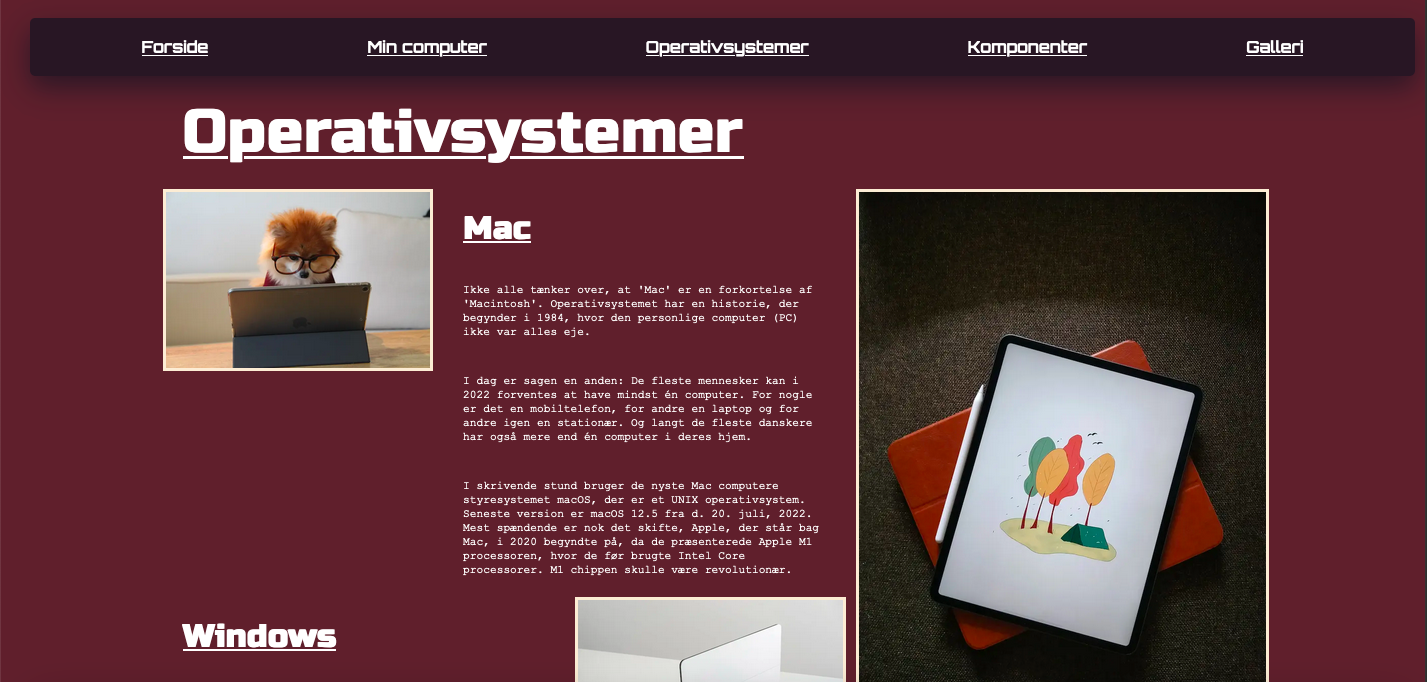 Forside
Min computer
Operativsystemer
Komponenter
Galleri
Operativsystemer
Mac
Ikke alle tænker over, at 'Mac' er en forkortelse af
'Macintosh'. Operativsystemet har en historie, der
begynder i 1984, hvor den personlige computer (PC)
ikke var alles eje.
I dag er sagen en anden: De fleste mennesker kan i
2022 forventes at have mindst én computer. For nogle
er det en mobiltelefon, for andre en laptop og for
andre igen en stationær. Og langt de fleste danskere
har også mere end én computer i deres hjem.
I skrivende stund bruger de nyste Mac computere
styresystemet macOS, der er et UNIX operativsystem.
Seneste version er macOS 12.5 fra d. 20. juli, 2022.
Mest spændende er nok det skifte, Apple, der står bag
Mac, i 2020 begyndte på, da de præsenterede Apple M1
processoren, hvor de før brugte Intel Core
processorer. M1 chippen skulle være revolutionær.
Windows